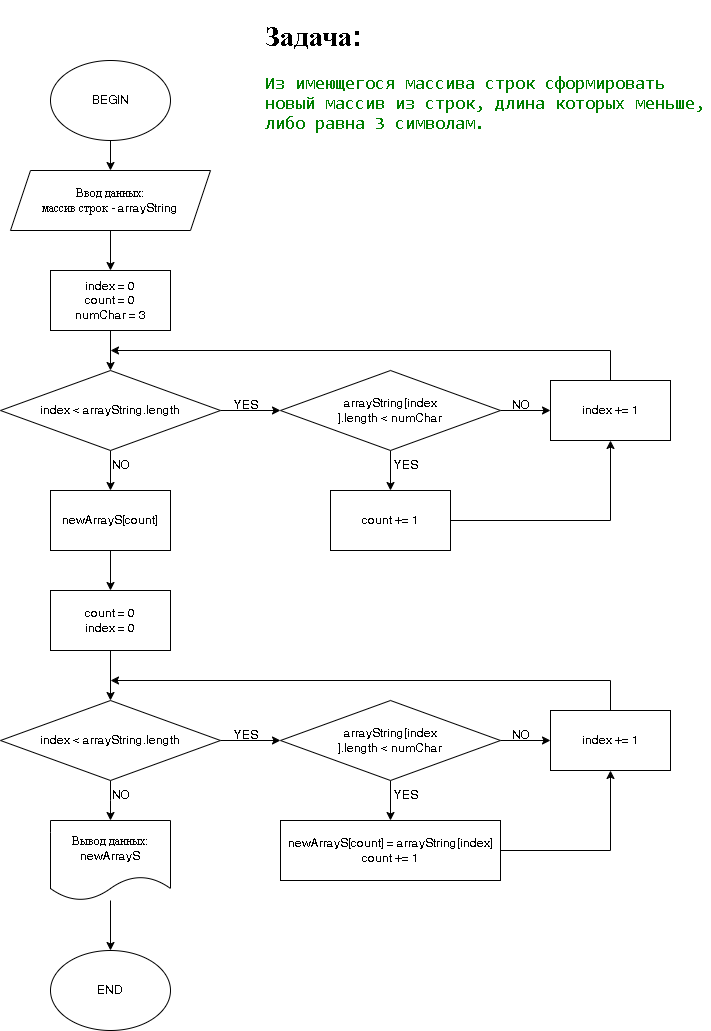 Задача:
Из имеющегося массива строк сформировать
новый массив из строк, длина которых меньше,
либо равна 3 символам.
BEGIN
Ввод данных:
массив строк - arrayString
index = 0
count = 0
numChar = 3
index < arrayString.length
YES
arrayString[index
].length < numChar
NO
index += 1
NO
YES
newArrayS[count]
count += 1
count = 0
index = 0
index < arrayString.length
YES
arrayString[index
].length < numChar
NO
index += 1
NO
YES
Вывод данных:
newArrayS
newArrayS[count] = arrayString[index]
count += 1
END